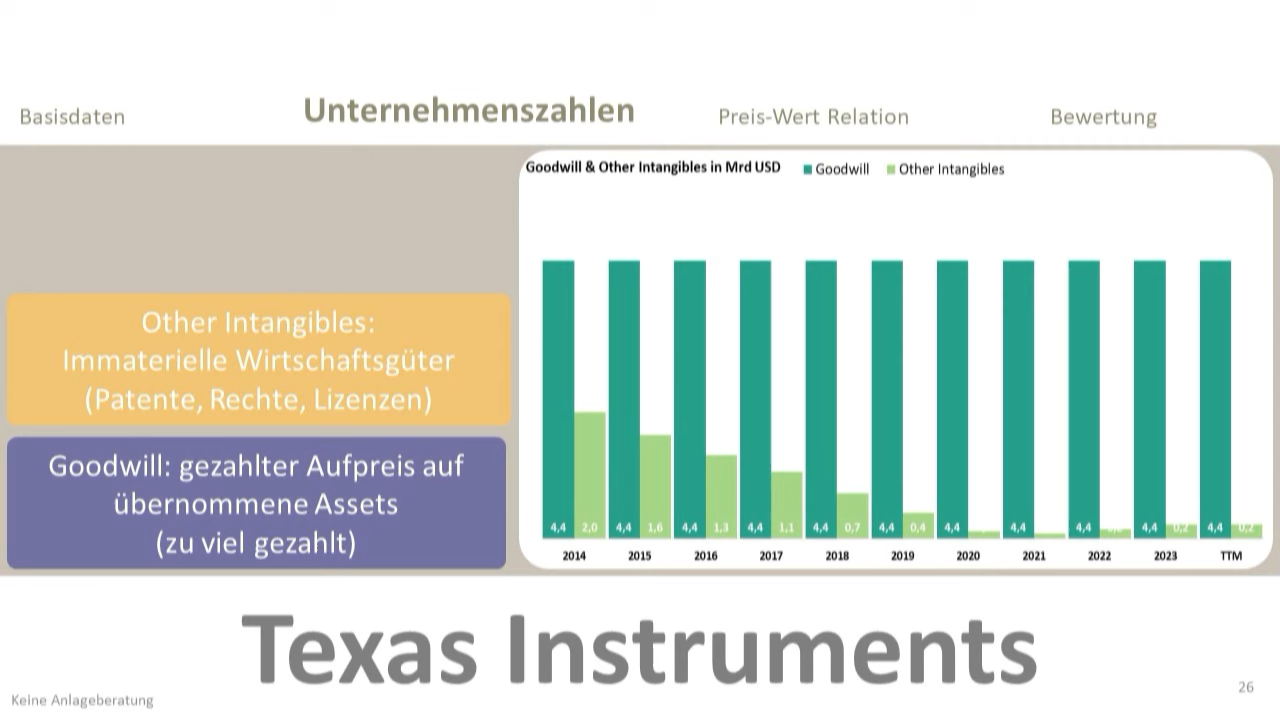 Basisdaten Unternehmenszahlen Preis-Wert Relation Bewertung
Goodwill & Other Intangibles in Mrd USD Goodwill Other Intangibles
Other Intangibles:
Immaterielle Wirtschaftsgüter
(Patente, Rechte, Lizenzen)
Goodwill: gezahlter Aufpreis auf
übernommene Assets
(zu viel gezahlt)
4,4 2,0 4,4 1,6 4,4 1,3 4,4 1,1 4,4 0,7 4,4 0,4 4,4 4,4 4,4 4,4 0,2 4,4 0,2
2014 2015 2016 2017 2018 2019 2020 2021 2022 2023 TTM
Texas Instruments
Keine Anlageberatung
26